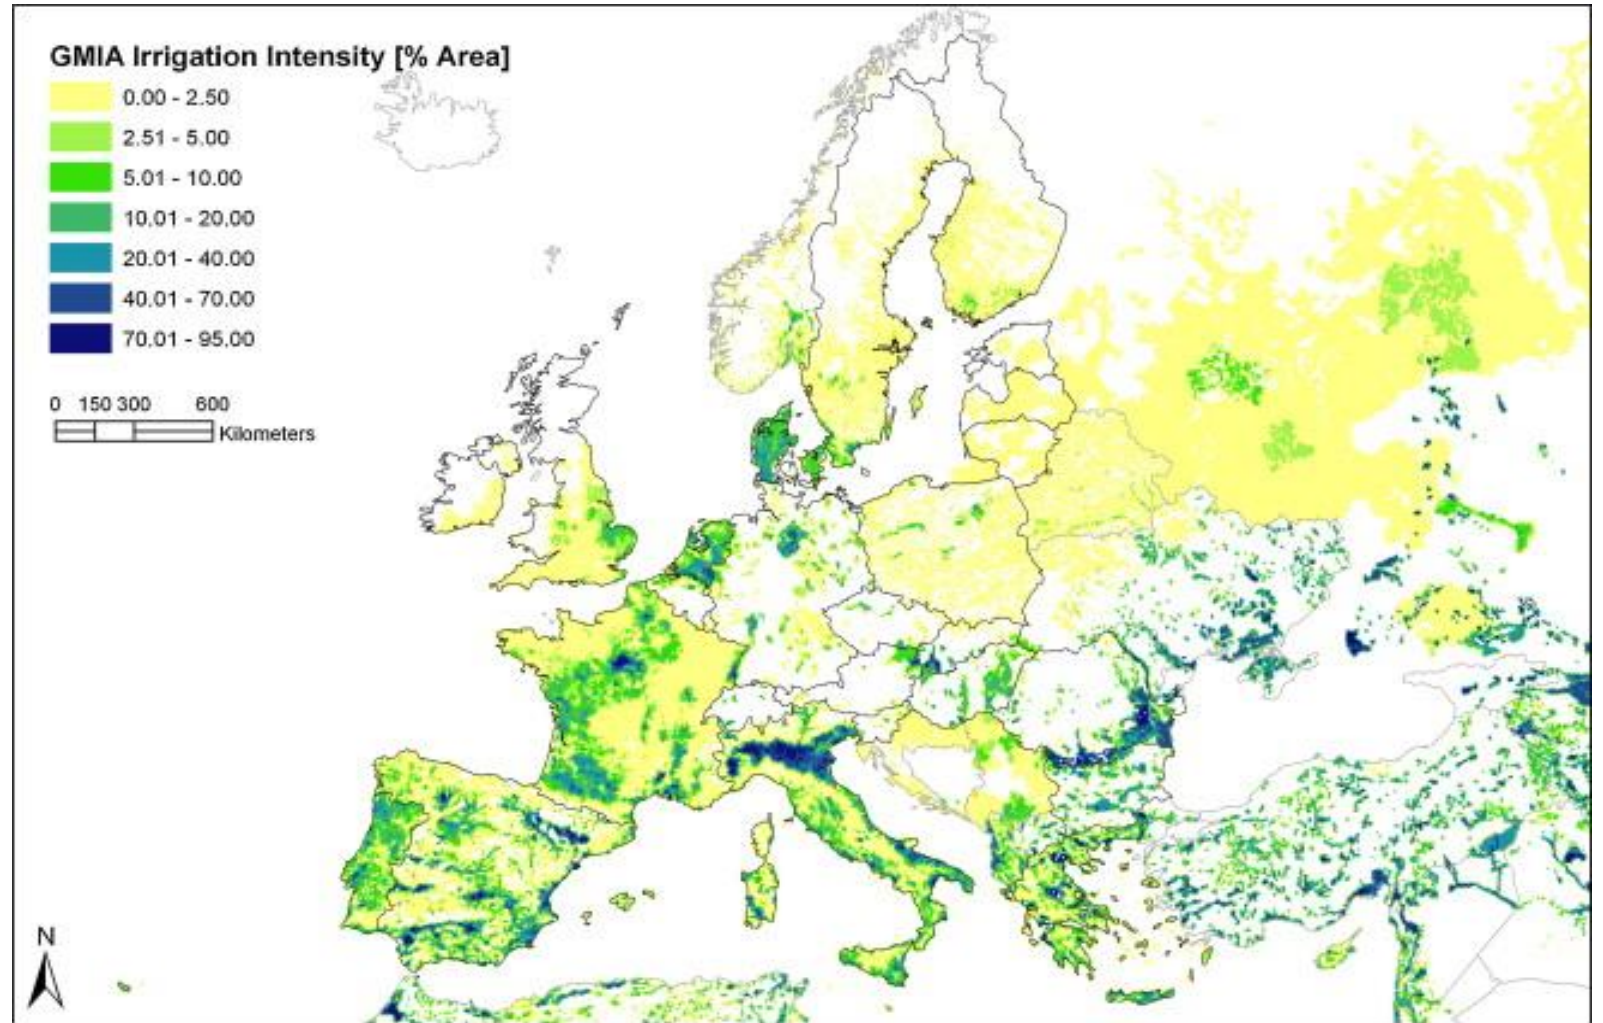 GMIA Irrigation Intensity [% Area]
0.00 - 2.50
2.51 - 5.00
5.01 - 10.00
10.01 - 20.00
20.01 - 40.00
40.01 - 70.00
70.01 - 95.00
0 150 300 600
Kilometers
N